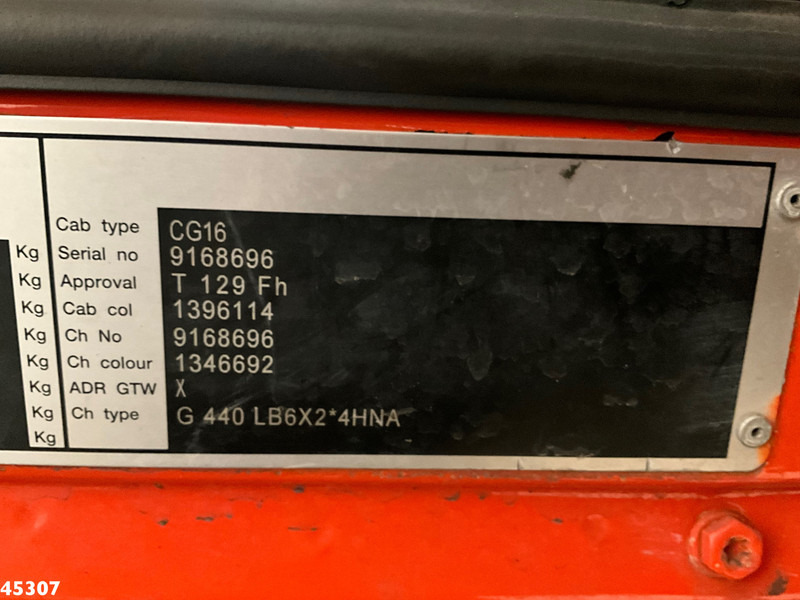 Cab type CG16
Kg Serial no 9168696
Kg Approval T 129 Fh
Kg Cab col 1396114
Kg Ch No 9168696
Kg Ch colour 1346692
Kg ADR GTW X
Kg Ch type G 440 LB6X2*4HNA
Kg
45307